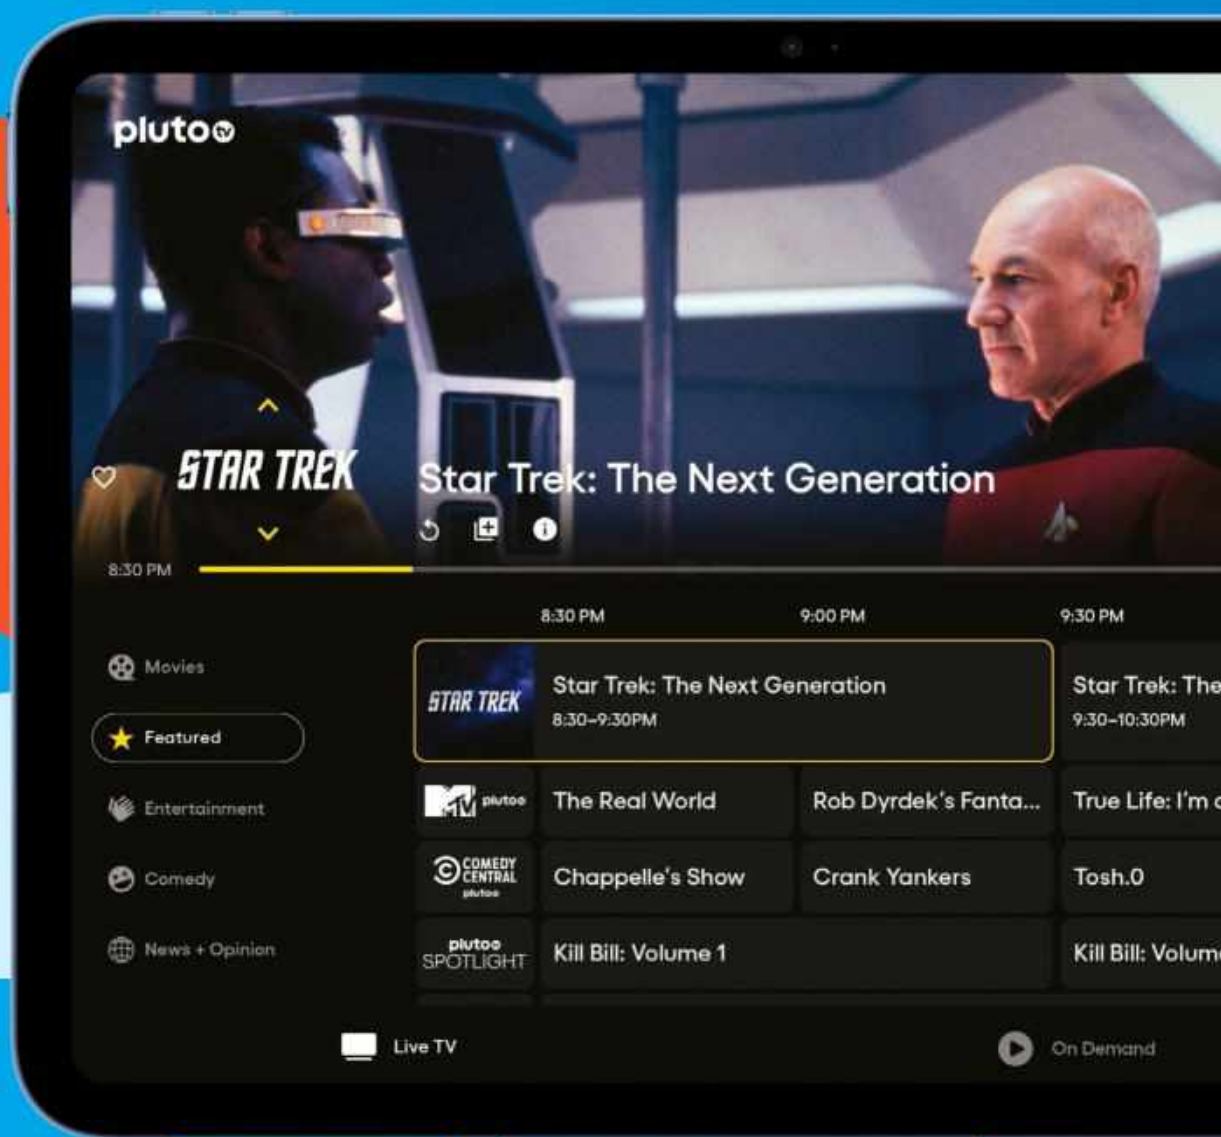 pluto tv
STAR TREK
Star Trek: The Next Generation
8:30 PM
8:30 PM 9:00 PM 9:30 PM
Movies
Featured
Entertainment
Comedy
News + Opinion
STAR TREK
Star Trek: The Next Generation
8:30–9:30PM
Star Trek: The
9:30–10:30PM
MTV pluto tv
The Real World
Rob Dyrdek's Fanta...
True Life: I'm
COMEDY
CENTRAL
pluto tv
Chappelle's Show
Crank Yankers
Tosh.0
pluto tv
SPOTLIGHT
Kill Bill: Volume 1
Kill Bill: Volum
Live TV
On Demand